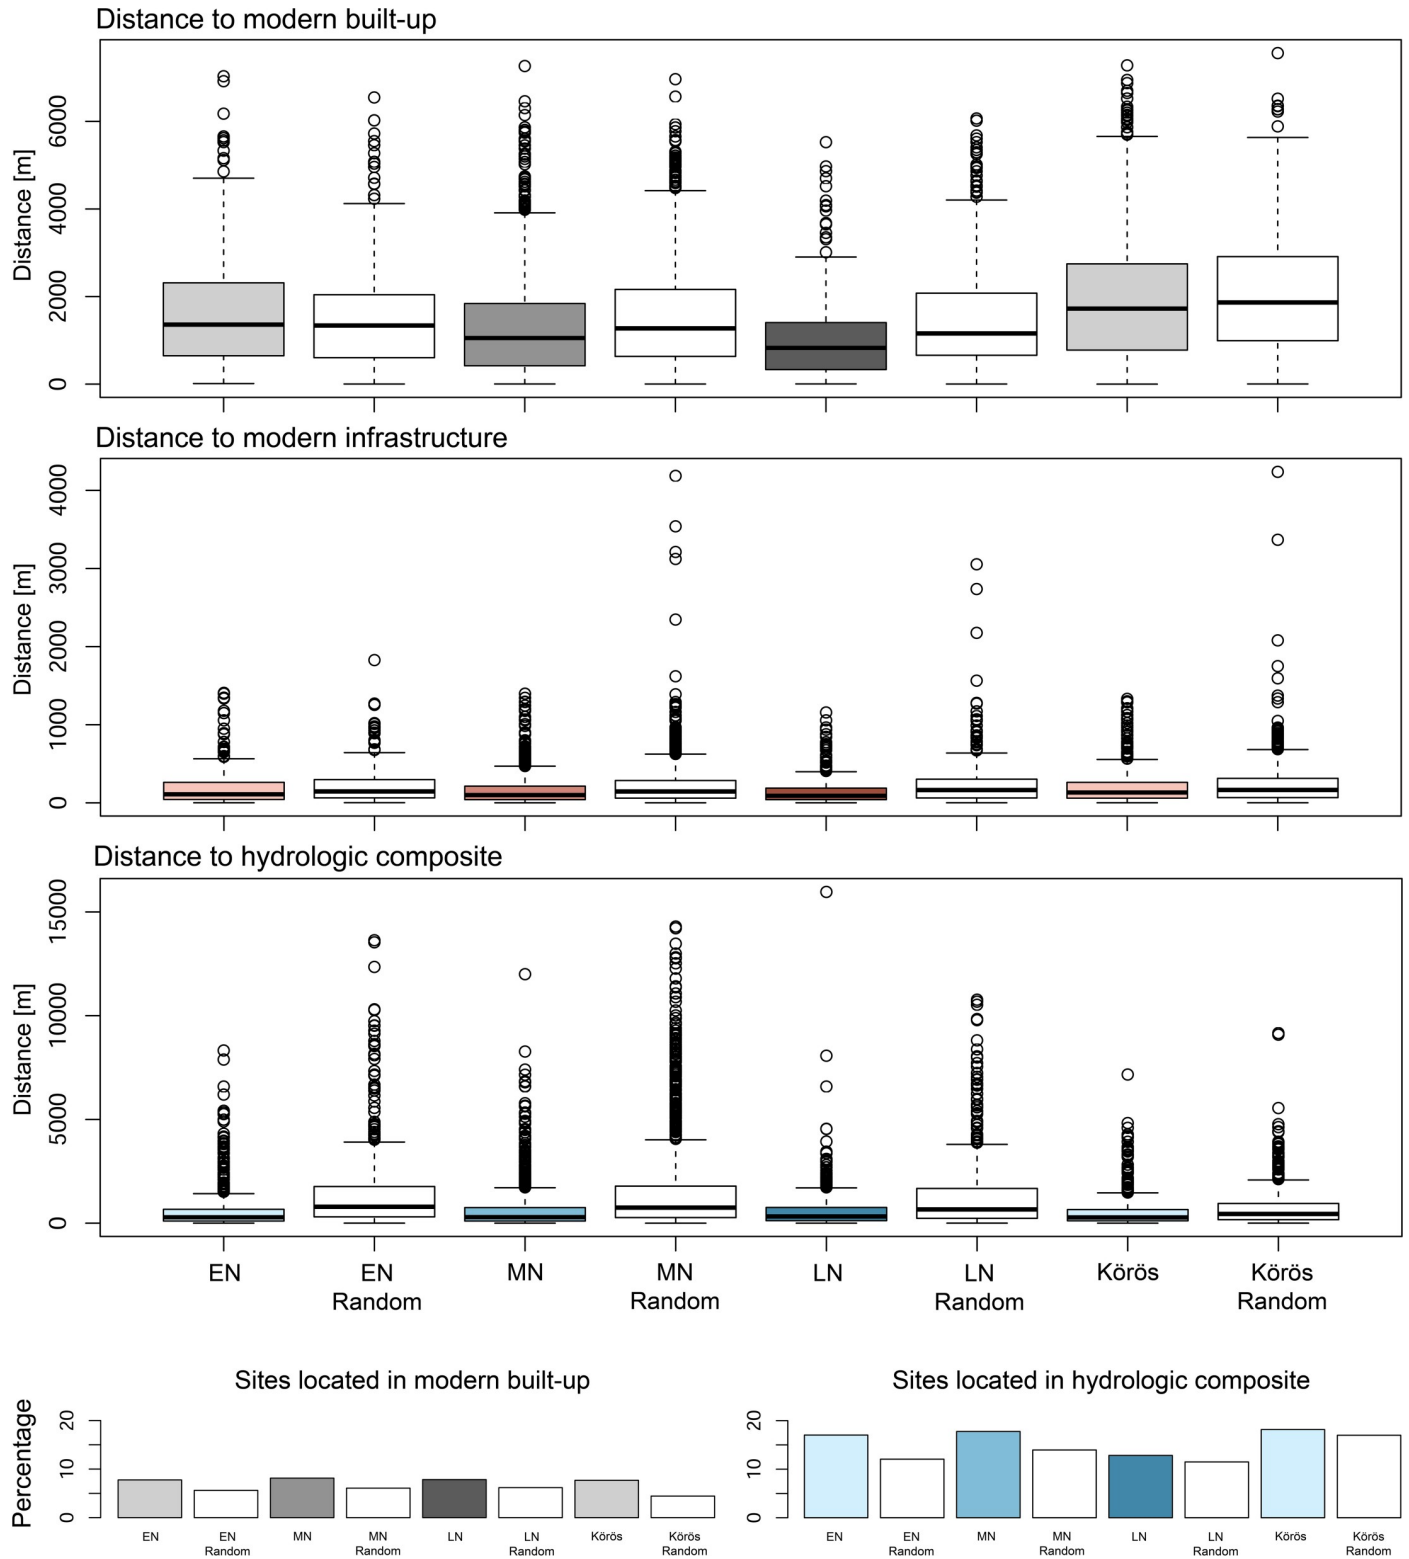 Distance to modern built-up
Distance [m]
6000
4000
2000
0
Distance to modern infrastructure
Distance [m]
4000
3000
2000
1000
0
Distance to hydrologic composite
Distance [m]
15000
10000
50000
0
EN
EN
Random
MN
MN
Random
LN
LN
Random
Körös
Körös
Random
Sites located in modern built-up
Percentage
20
10
0
EN
EN
Random
MN
MN
Random
LN
LN
Random
Körös
Körös
Random
Sites located in hydrologic composite
20
10
0
EN
EN
Random
MN
MN
Random
LN
LN
Random
Körös
Körös
Random